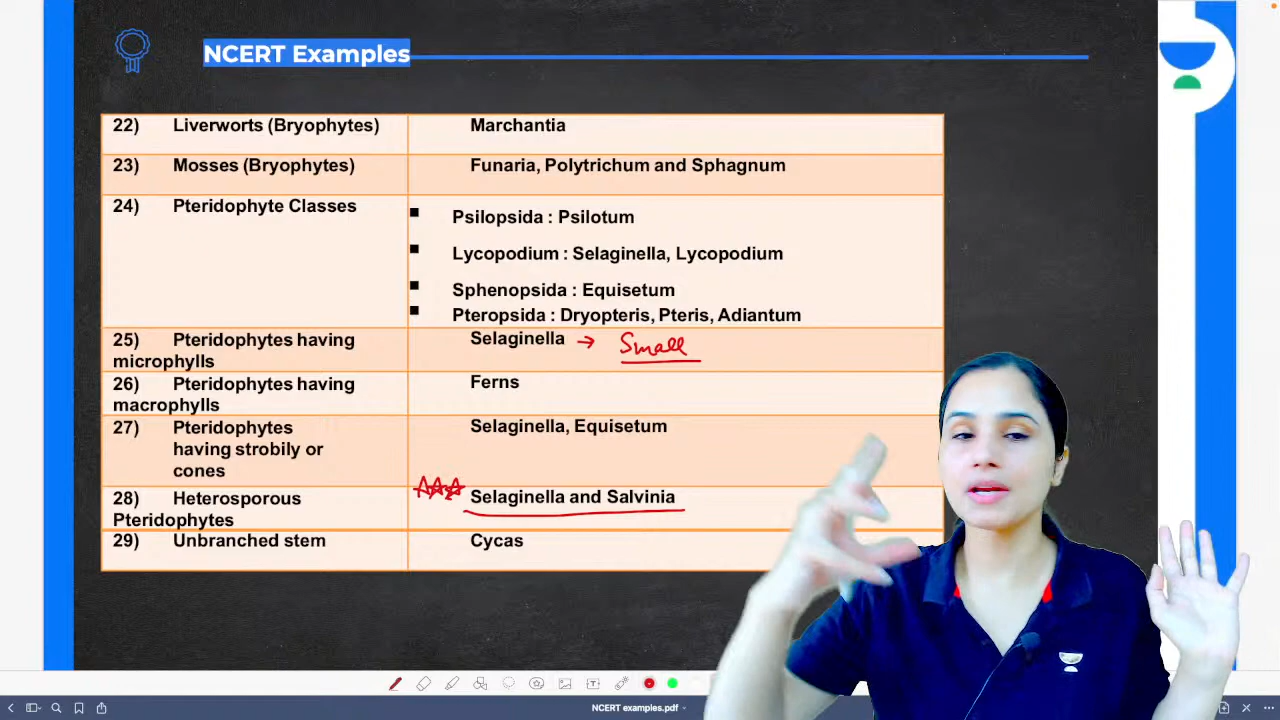 NCERT Examples
22) Liverworts (Bryophytes) Marchantia
23) Mosses (Bryophytes) Funaria, Polytrichum and Sphagnum
24) Pteridophyte Classes
▪ Psilopsida : Psilotum
▪ Lycopodium : Selaginella, Lycopodium
▪ Sphenopsida : Equisetum
▪ Pteropsida : Dryopteris, Pteris, Adiantum
25) Pteridophytes having Selaginella → Small
microphylls
26) Pteridophytes having Ferns
macrophylls
27) Pteridophytes Selaginella, Equisetum
having strobily or
cones
28) Heterosporous Selaginella and Salvinia
Pteridophytes
29) Unbranched stem Cycas
NCERT examples.pdf